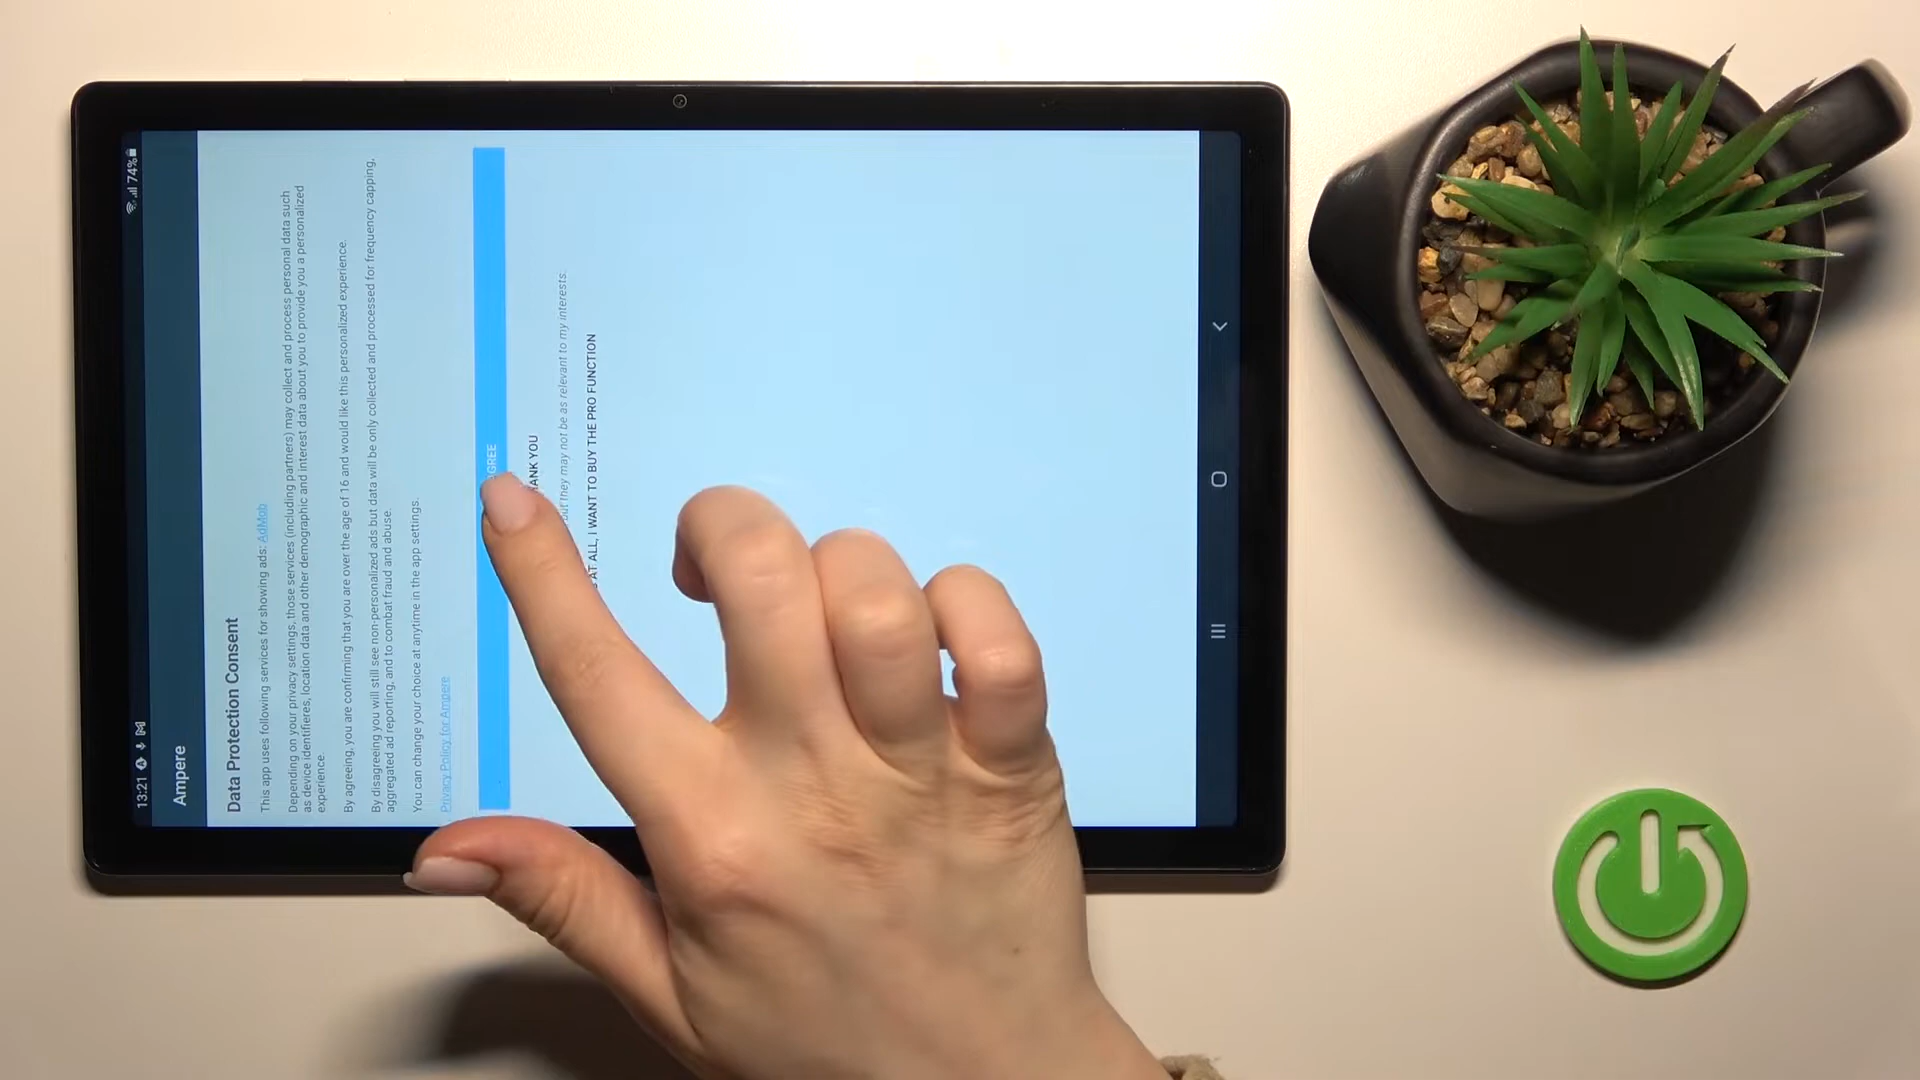 13:21
74%
Ampere
Data Protection Consent
This app uses following services for showing ads: AdMob
Depending on your privacy settings, those services (including partners) may collect and process personal data such
as device identifieres, location data and other demographic and interest data about you to provide you a personalized
experience.
By agreeing, you are confirming that you are over the age of 16 and would like this personalized experience.
By disagreeing you will still see non-personalized ads but data will be only collected and processed for frequency capping,
aggregated ad reporting, and to combat fraud and abuse.
You can change your choice at anytime in the app settings.
Privacy Policy for Ampere
AGREE
THANK YOU
but they may not be as relevant to my interests.
AT ALL, I WANT TO BUY THE PRO FUNCTION